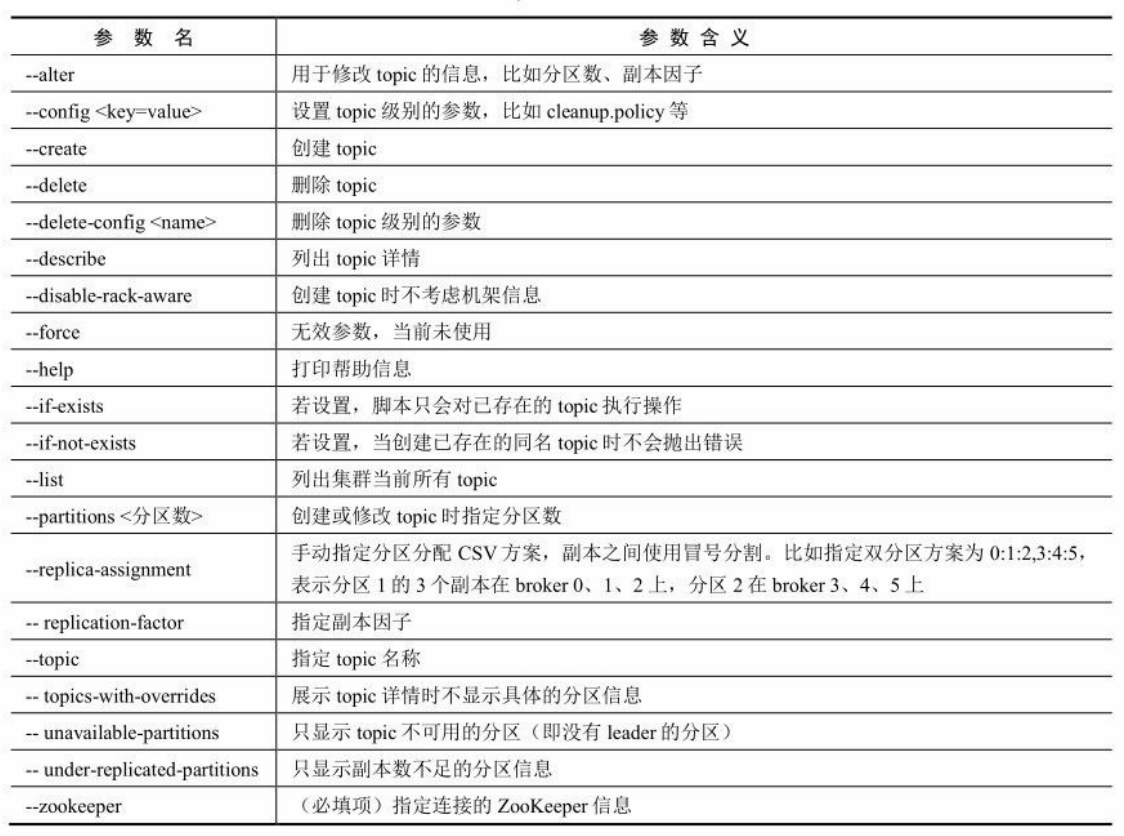 参 数 名 参 数 含 义
--alter 用于修改 topic 的信息，比如分区数、副本因子
--config <key=value> 设置 topic 级别的参数，比如 cleanup.policy 等
--create 创建 topic
--delete 删除 topic
--delete-config <name> 删除 topic 级别的参数
--describe 列出 topic 详情
--disable-rack-aware 创建 topic 时不考虑机架信息
--force 无效参数，当前未使用
--help 打印帮助信息
--if-exists 若设置，脚本只会对已存在的 topic 执行操作
--if-not-exists 若设置，当创建已存在的同名 topic 时不会抛出错误
--list 列出集群当前所有 topic
--partitions <分区数> 创建或修改 topic 时指定分区数
--replica-assignment 手动指定分区分配 CSV 方案，副本之间使用冒号分割。比如指定双分区方案为 0:1:2,3:4:5，
表示分区 1 的 3 个副本在 broker 0、1、2 上，分区 2 在 broker 3、4、5 上
-- replication-factor 指定副本因子
--topic 指定 topic 名称
-- topics-with-overrides 展示 topic 详情时不显示具体的分区信息
-- unavailable-partitions 只显示 topic 不可用的分区（即没有 leader 的分区）
-- under-replicated-partitions 只显示副本数不足的分区信息
--zookeeper （必填项）指定连接的 ZooKeeper 信息